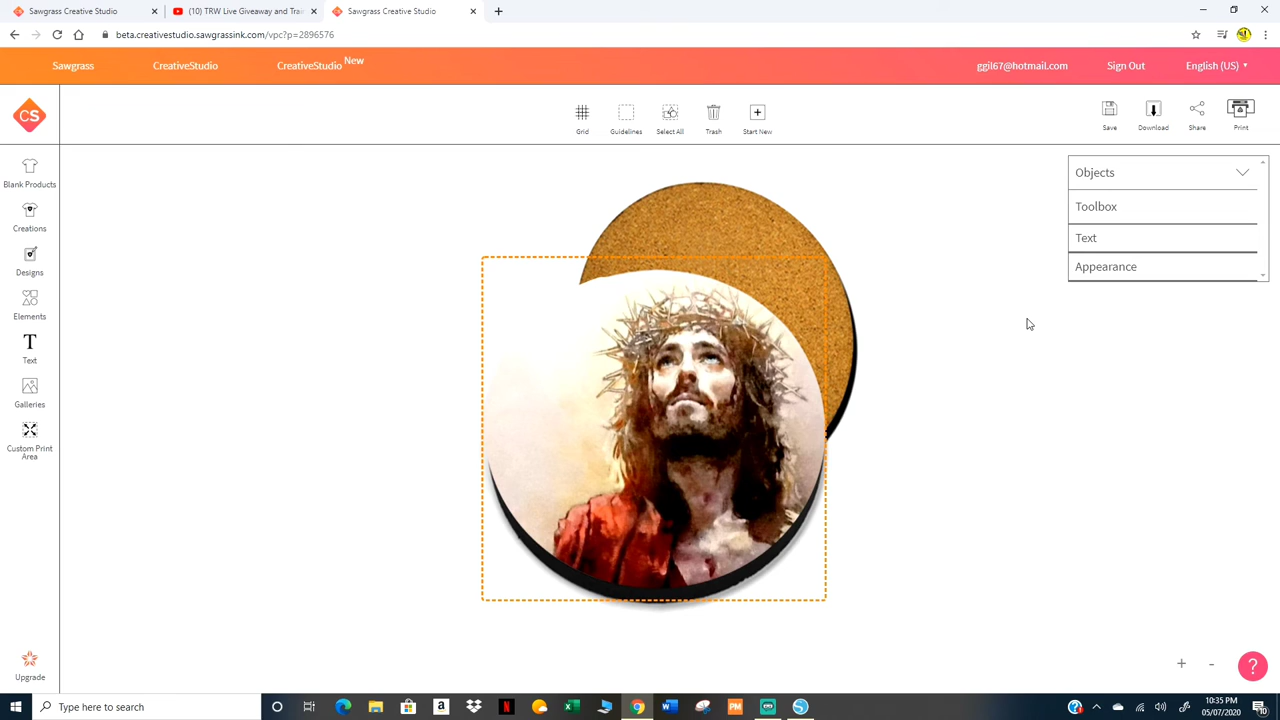 Sawgrass Creative Studio
(10) TRW Live Giveaway and Train
Sawgrass Creative Studio
beta.creativestudio.sawgrassink.com/vpc?p=2896576
Sawgrass CreativeStudio CreativeStudio New ggil67@hotmail.com Sign Out English (US)
CS
Grid Guidelines Select All Trash Start New Save Download Share Print
Blank Products
Creations
Designs
Elements
T
Text
Galleries
Custom Print
Area
Upgrade
Objects
Toolbox
Text
Appearance
+ -
?
Type here to search
10:35 PM
05/07/2020